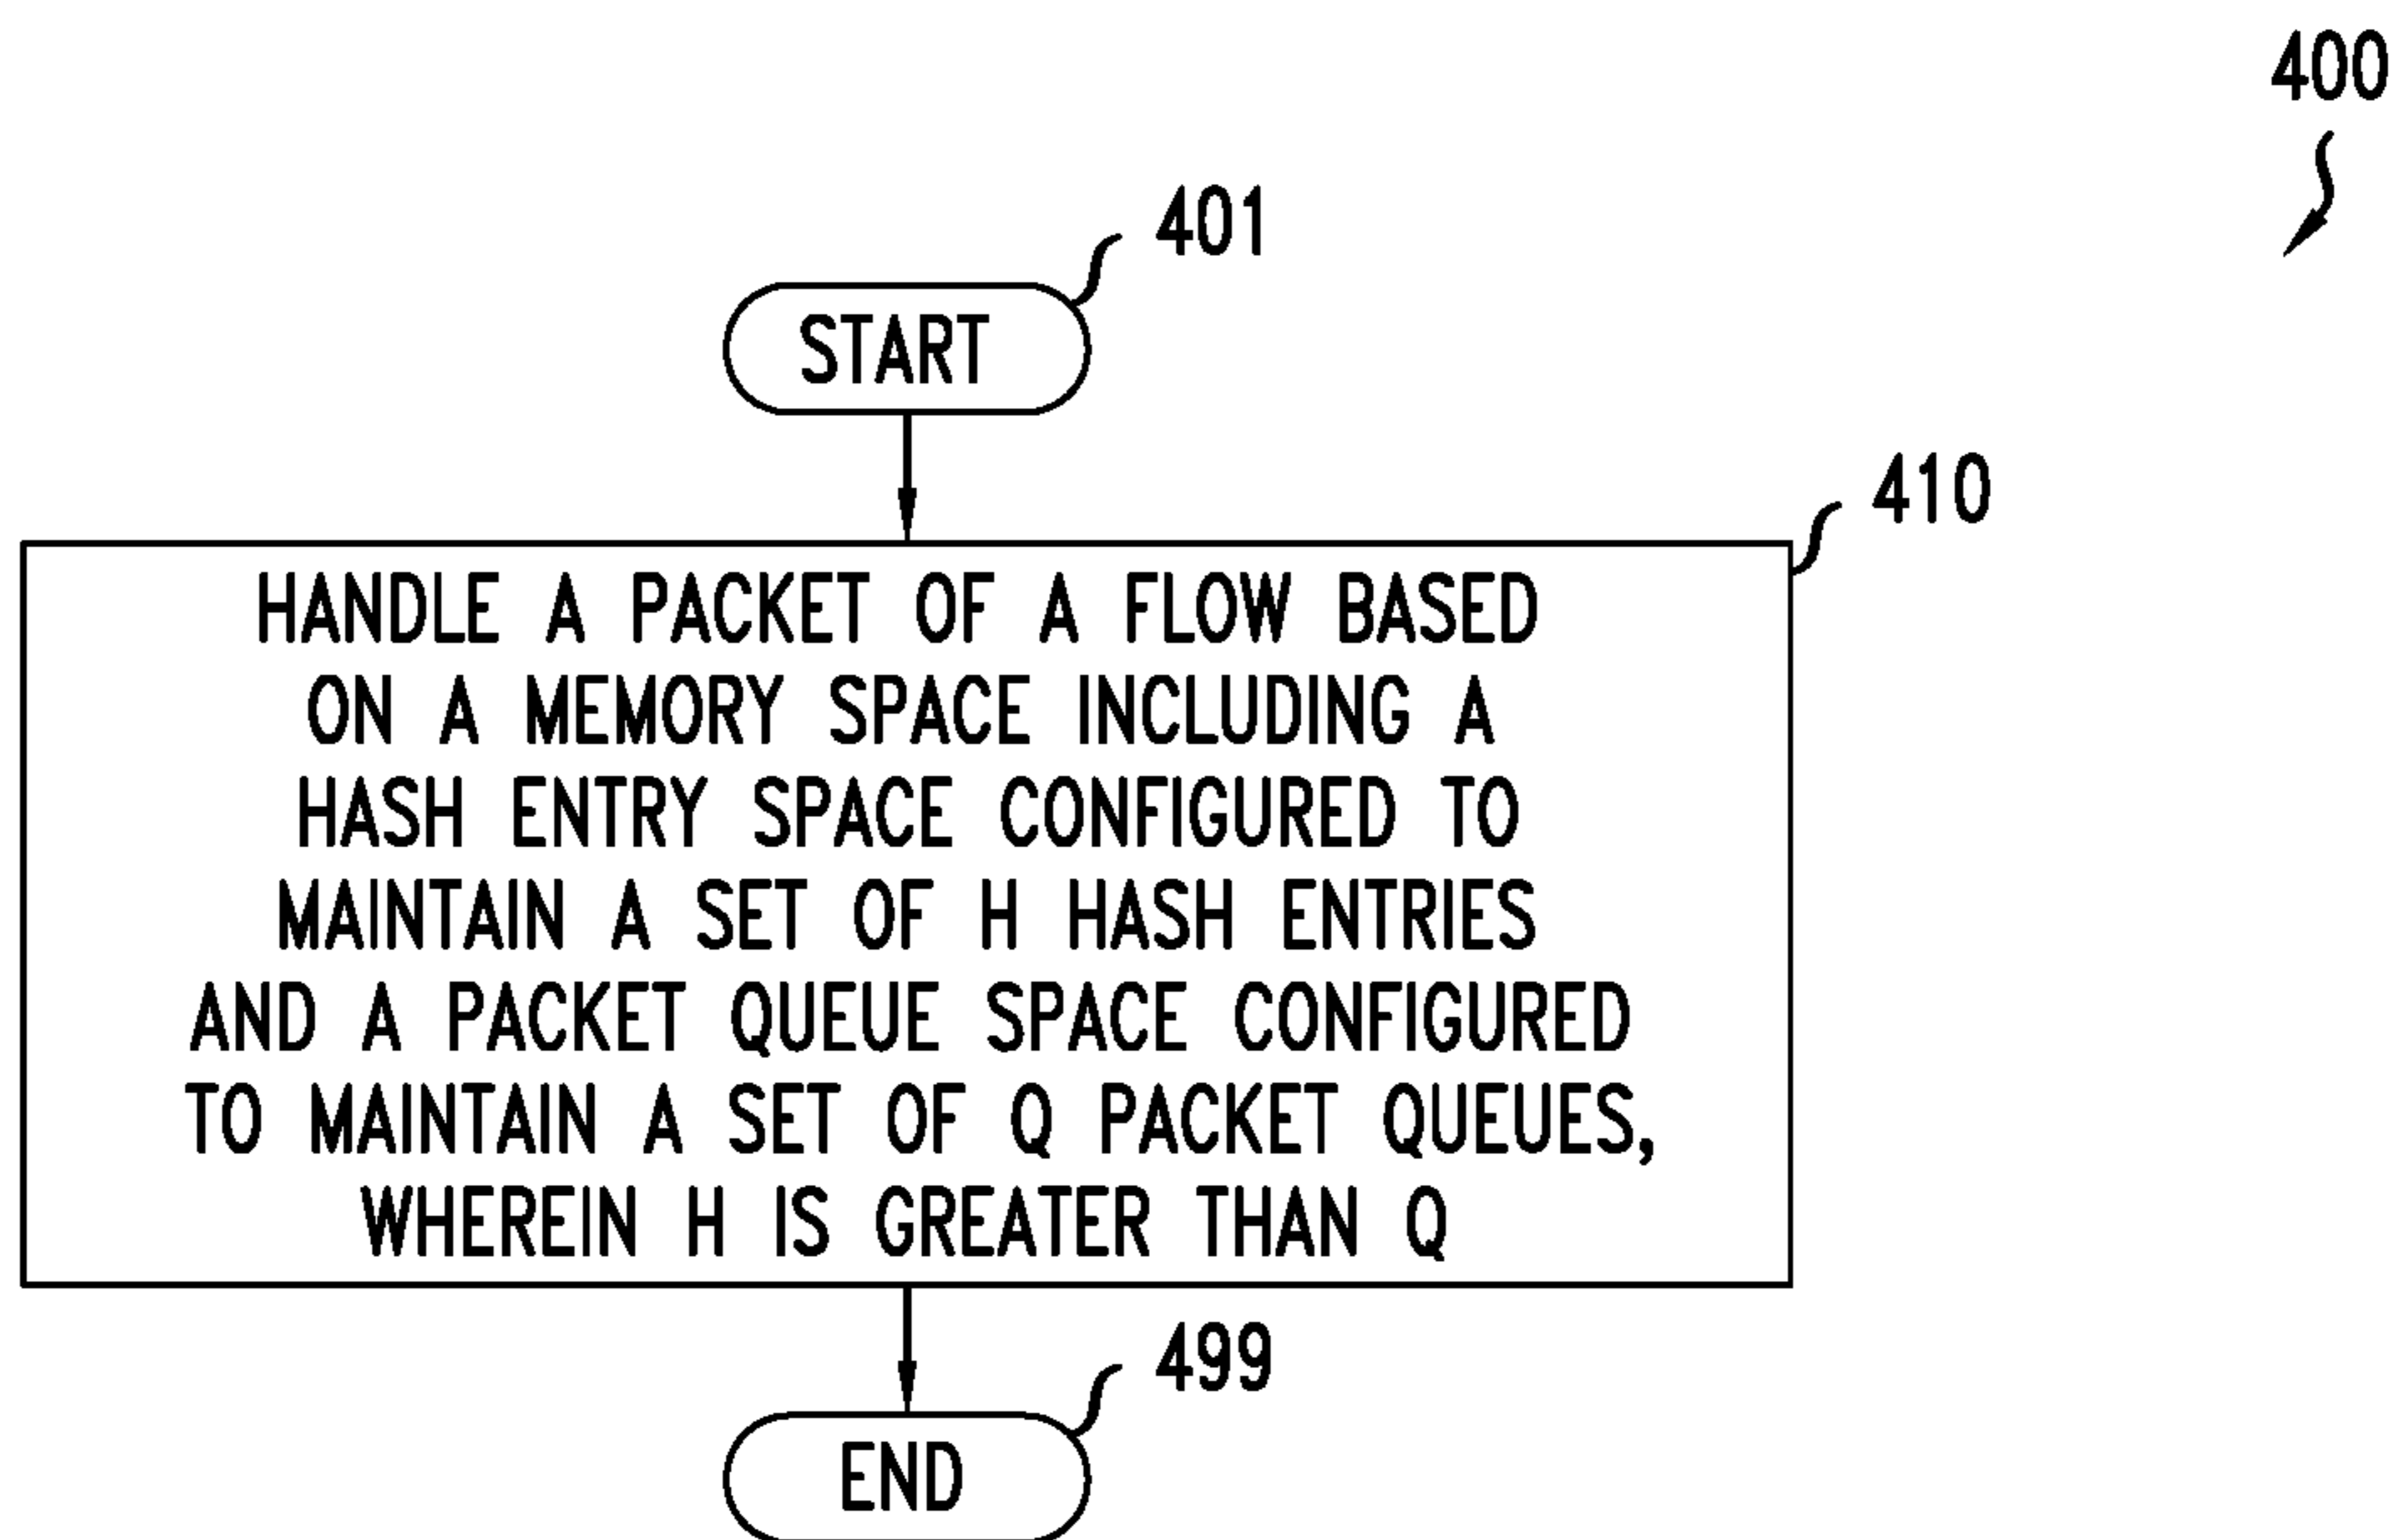 400
401
START
410
HANDLE A PACKET OF A FLOW BASED
ON A MEMORY SPACE INCLUDING A
HASH ENTRY SPACE CONFIGURED TO
MAINTAIN A SET OF H HASH ENTRIES
AND A PACKET QUEUE SPACE CONFIGURED
TO MAINTAIN A SET OF Q PACKET QUEUES,
WHEREIN H IS GREATER THAN Q
499
END